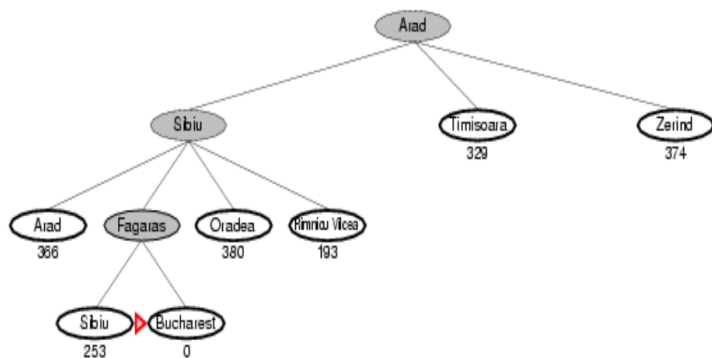 Arad
Sibiu
Timisoara
Zerind
329
374
Arad
Fagaras
Oradea
Rimnicu Vilcea
366
380
193
Sibiu
Bucharest
253
0